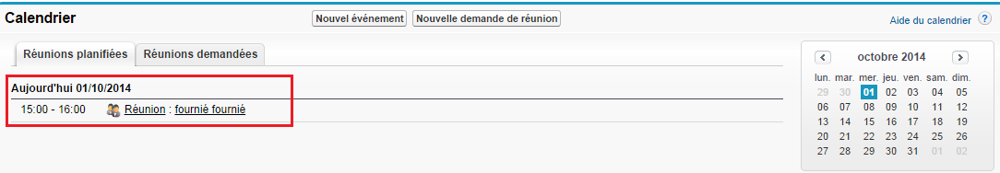 Calendrier
Nouvel événement
Nouvelle demande de réunion
Aide du calendrier ?
Réunions planifiées
Réunions demandées
Aujourd'hui 01/10/2014
15:00 - 16:00 Réunion : fournié fournié
octobre 2014
lun. mar. mer. jeu. ven. sam. dim.
29 30 01 02 03 04 05
06 07 08 09 10 11 12
13 14 15 16 17 18 19
20 21 22 23 24 25 26
27 28 29 30 31 01 02